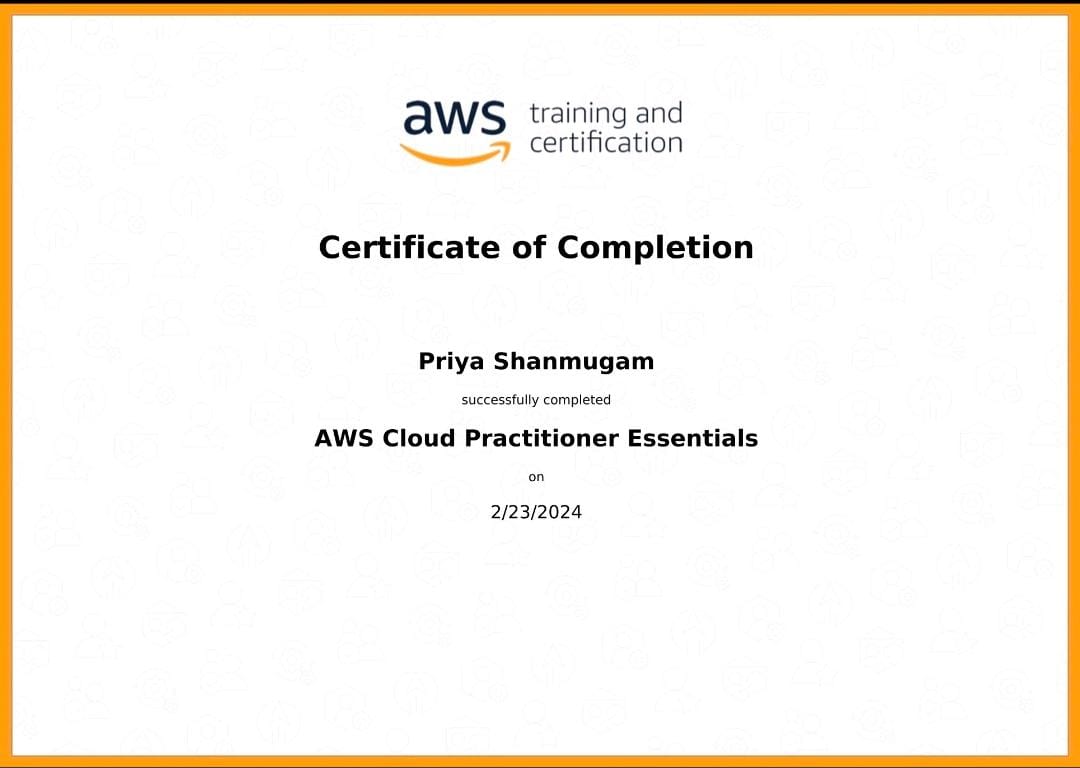 aws training and
certification
Certificate of Completion
Priya Shanmugam
successfully completed
AWS Cloud Practitioner Essentials
on
2/23/2024